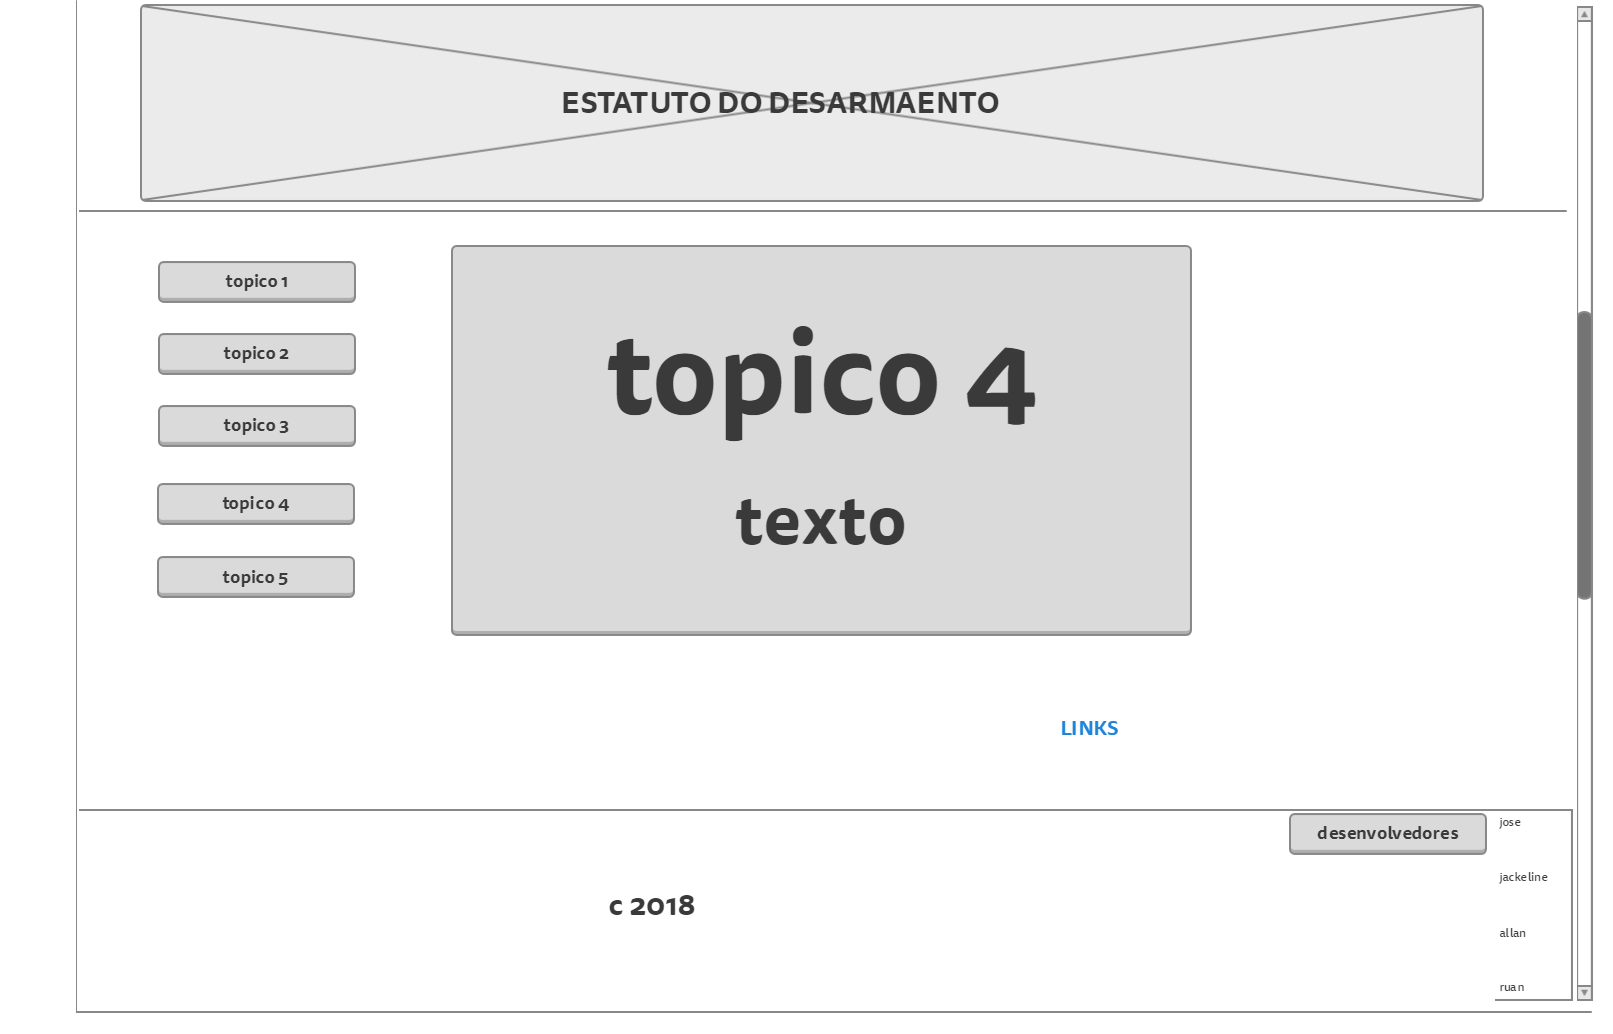 ESTATUTO DO DESARMAENTO
topico 1
topico 2
topico 3
topico 4
topico 5
topico 4
texto
LINKS
desenvolvedores
jose
jackeline
allan
ruan
c 2018